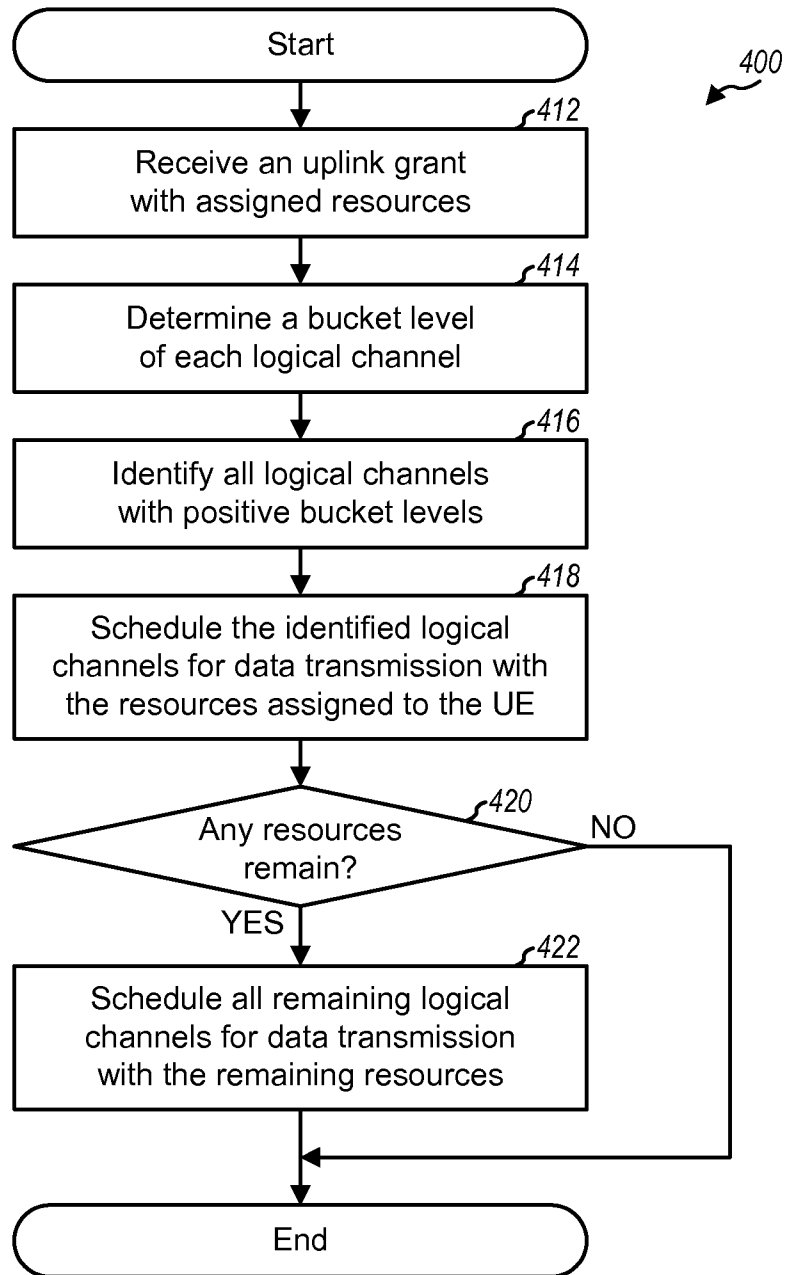 Start
400
412
Receive an uplink grant
with assigned resources
414
Determine a bucket level
of each logical channel
416
Identify all logical channels
with positive bucket levels
418
Schedule the identified logical
channels for data transmission with
the resources assigned to the UE
420
Any resources
remain?
NO
YES
422
Schedule all remaining logical
channels for data transmission
with the remaining resources
End